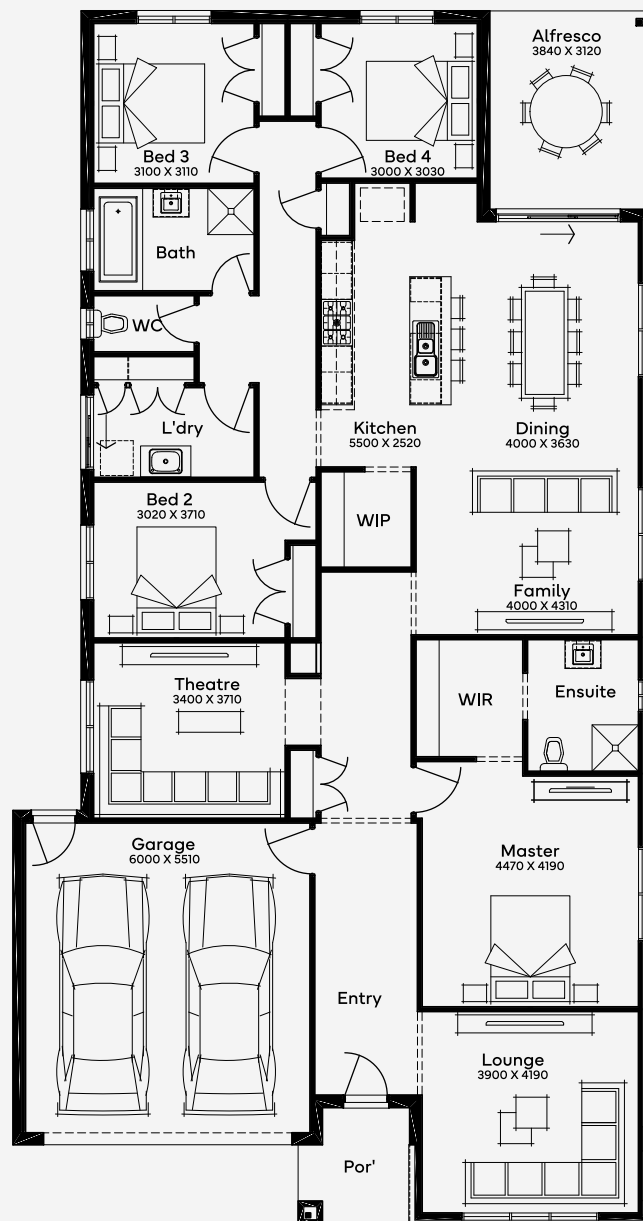 Alfresco
3840 X 3120
Bed 3
3100 X 3110
Bed 4
3000 X 3030
Bath
WC
L'dry
Kitchen
5500 X 2520
Dining
4000 X 3630
Bed 2
3020 X 3710
WIP
Family
4000 X 4310
Theatre
3400 X 3710
WIR
Ensuite
Garage
6000 X 5510
Master
4470 X 4190
Entry
Lounge
3900 X 4190
Por'